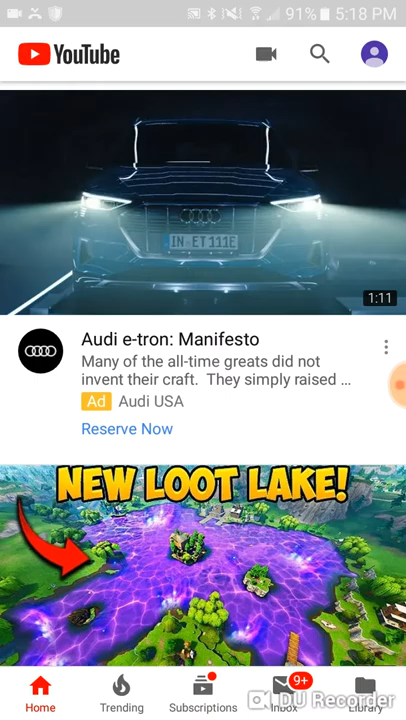 91% 5:18 PM
YouTube
IN·ET 111E
1:11
Audi e-tron: Manifesto
Many of the all-time greats did not
invent their craft. They simply raised ...
Ad Audi USA
Reserve Now
NEW LOOT LAKE!
9+
Home Trending Subscriptions Inbox Library
DU Recorder